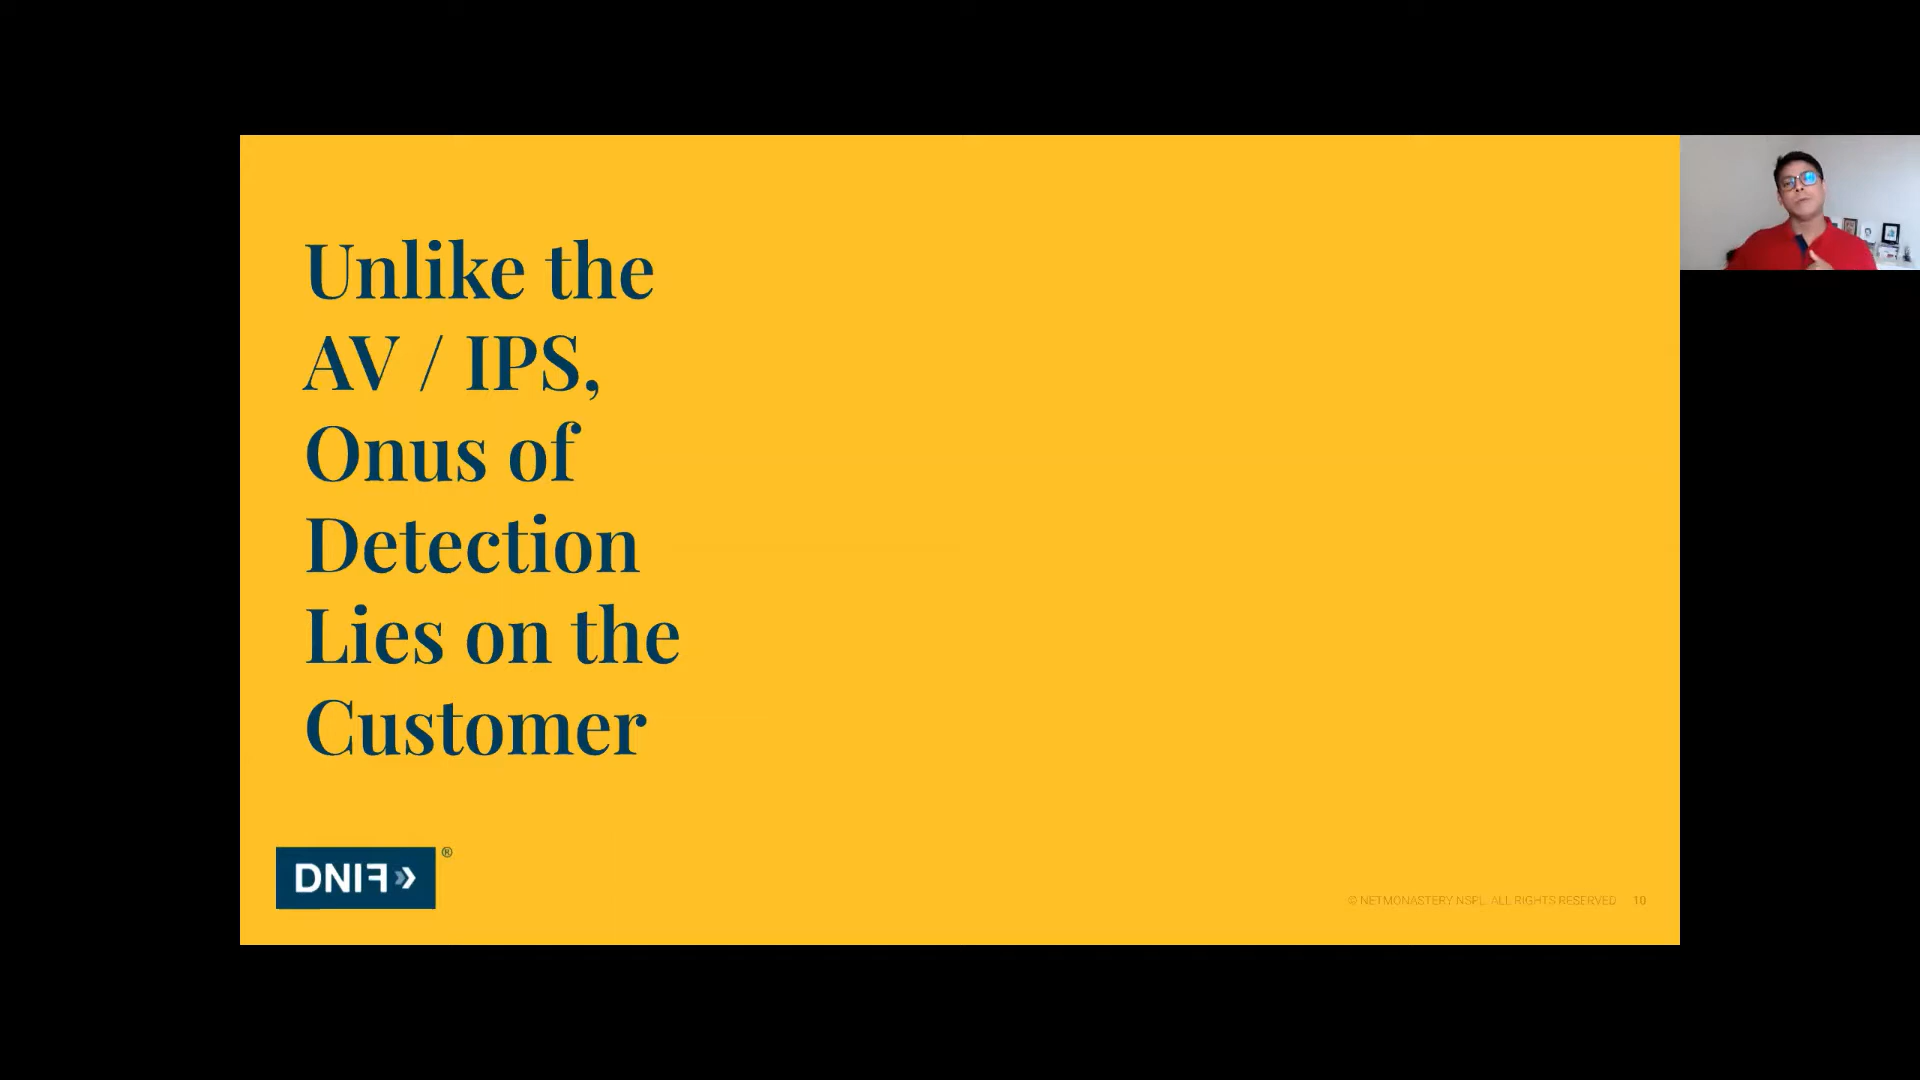 Unlike the
AV / IPS,
Onus of
Detection
Lies on the
Customer
DNIF
®
© NETMONASTERY NSPL. ALL RIGHTS RESERVED 10